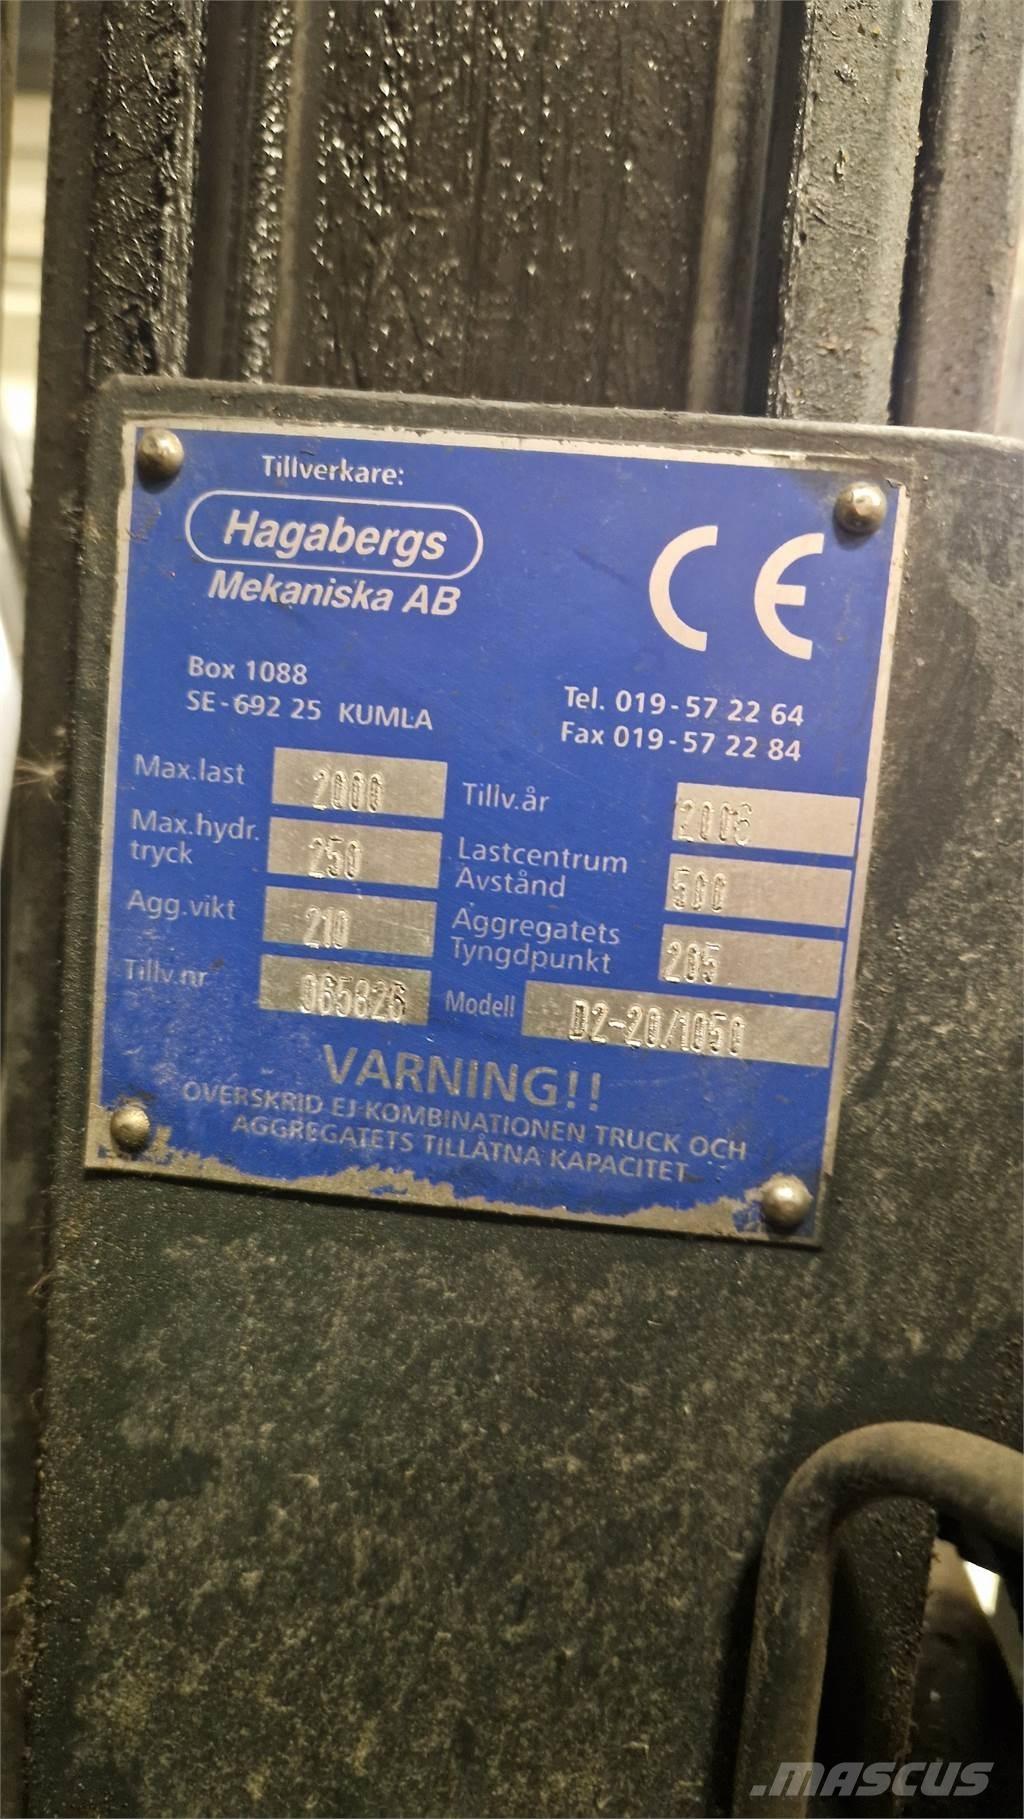 Tillverkare:
Hagabergs
Mekaniska AB
CE
Box 1088
SE-692 25 KUMLA
Tel. 019-57 22 64
Fax 019-57 22 84
Max.last 2000 Tillv.år 2006
Max.hydr. tryck 250 Lastcentrum Avstånd 500
Agg.vikt 210 Aggregatets Tyngdpunkt 205
Tillv.nr 065826 Modell D2-20/1050
VARNING!!
ÖVERSKRID EJ KOMBINATIONEN TRUCK OCH
AGGREGATETS TILLÅTNA KAPACITET
.MASCUS